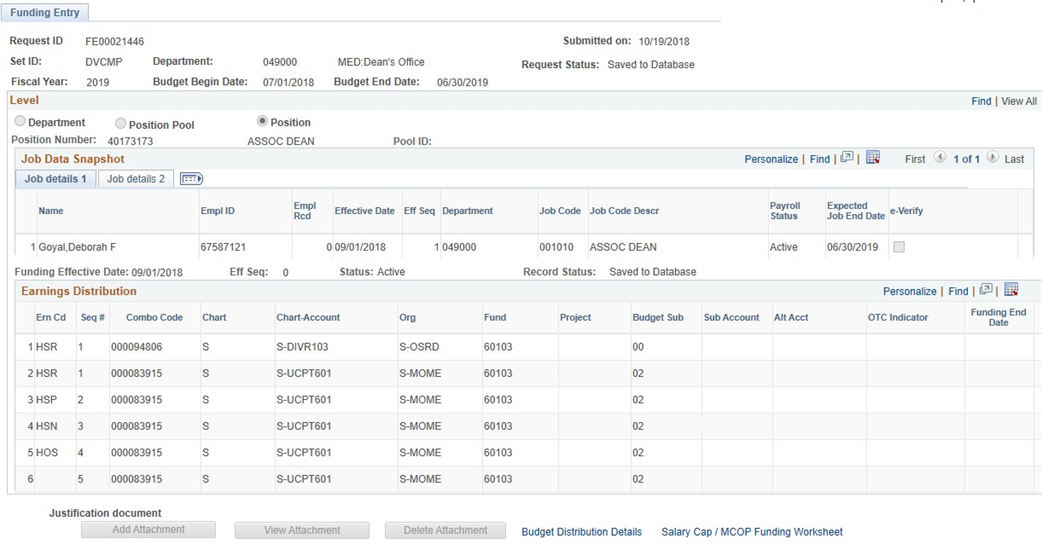 Funding Entry
Request ID FE00021446 Submitted on: 10/19/2018
Set ID: DVCMP Department: 049000 MED:Dean's Office Request Status: Saved to Database
Fiscal Year: 2019 Budget Begin Date: 07/01/2018 Budget End Date: 06/30/2019
Level Find | View All
Department Position Pool Position
Position Number: 40173173 ASSOC DEAN Pool ID:
Job Data Snapshot Personalize | Find | | First 1 of 1 Last
Job details 1 Job details 2
Name Empl ID Empl Rcd Effective Date Eff Seq Department Job Code Job Code Descr Payroll Status Expected Job End Date e-Verify
1 Goyal,Deborah F 67587121 0 09/01/2018 1 049000 001010 ASSOC DEAN Active 06/30/2019
Funding Effective Date: 09/01/2018 Eff Seq: 0 Status: Active Record Status: Saved to Database
Earnings Distribution Personalize | Find | |
Ern Cd Seq # Combo Code Chart Chart-Account Org Fund Project Budget Sub Sub Account Alt Acct OTC Indicator Funding End Date
1 HSR 1 000094806 S S-DIVR103 S-OSRD 60103 00
2 HSR 1 000083915 S S-UCPT601 S-MOME 60103 02
3 HSP 2 000083915 S S-UCPT601 S-MOME 60103 02
4 HSN 3 000083915 S S-UCPT601 S-MOME 60103 02
5 HOS 4 000083915 S S-UCPT601 S-MOME 60103 02
6 5 000083915 S S-UCPT601 S-MOME 60103 02
Justification document
Add Attachment View Attachment Delete Attachment Budget Distribution Details Salary Cap / MCOP Funding Worksheet